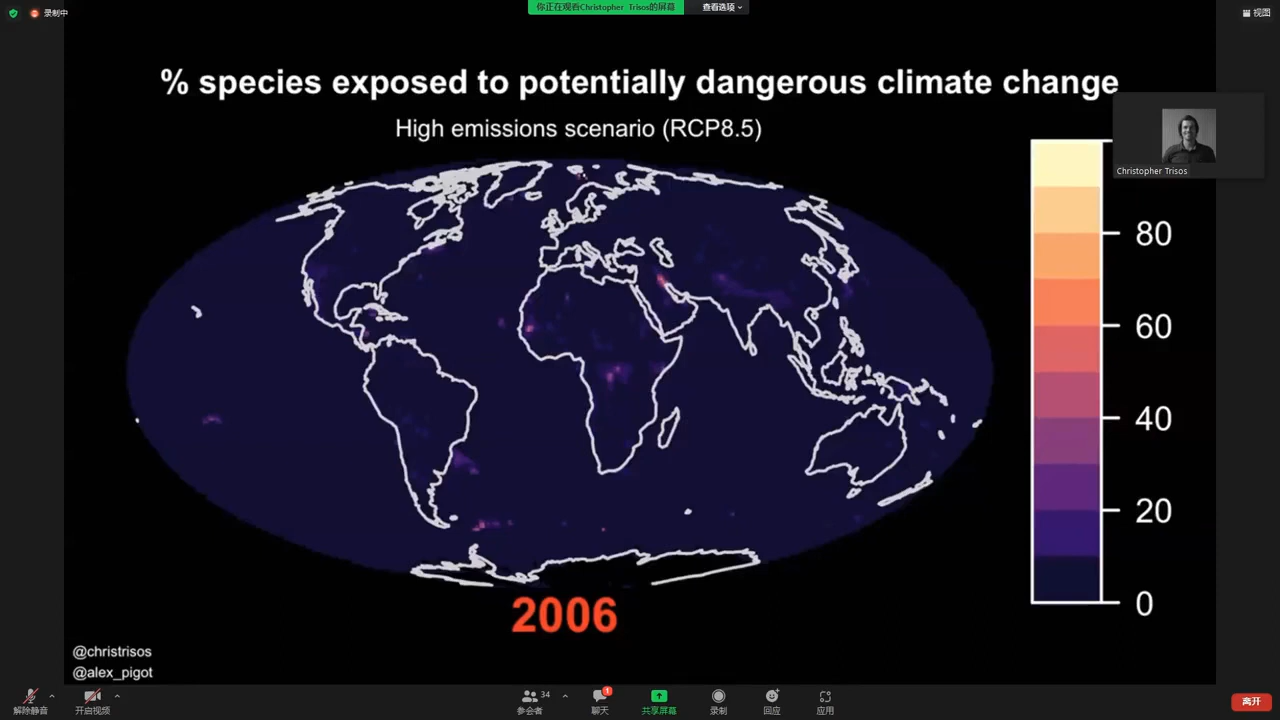 录制中
你正在观看Christopher Trisos的屏幕
查看选项
视图
% species exposed to potentially dangerous climate change
High emissions scenario (RCP8.5)
Christopher Trisos
80
60
40
20
0
2006
@christrisos
@alex_pigot
解除静音
开启视频
34
参会者
1
聊天
共享屏幕
录制
回应
应用
离开